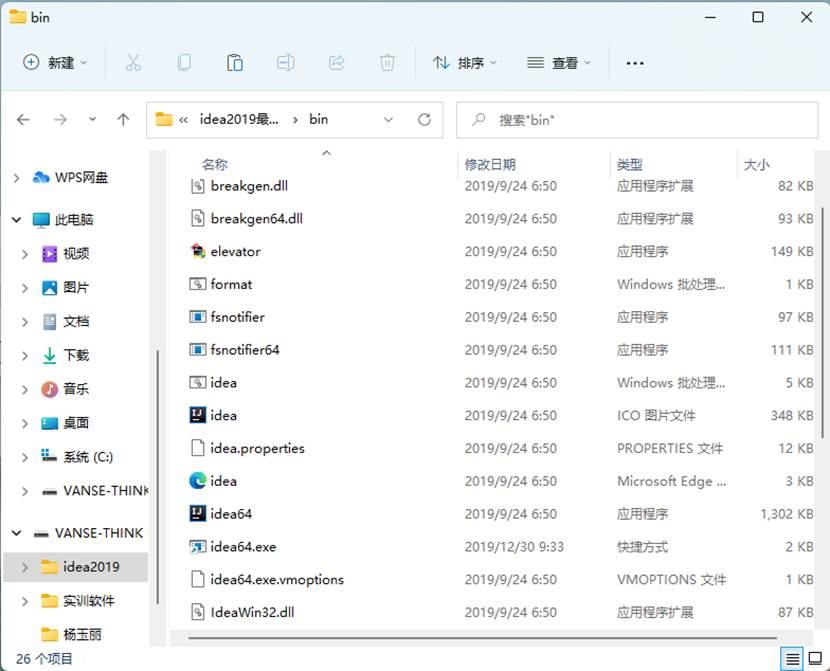 bin
新建 排序 查看
« idea2019最... › bin 搜索"bin"
名称 修改日期 类型 大小
WPS网盘
此电脑
视频
图片
文档
下载
音乐
桌面
系统 (C:)
VANSE-THINK
VANSE-THINK
idea2019
实训软件
杨玉丽
breakgen.dll 2019/9/24 6:50 应用程序扩展 82 KB
breakgen64.dll 2019/9/24 6:50 应用程序扩展 93 KB
elevator 2019/9/24 6:50 应用程序 149 KB
format 2019/9/24 6:50 Windows 批处理... 1 KB
fsnotifier 2019/9/24 6:50 应用程序 97 KB
fsnotifier64 2019/9/24 6:50 应用程序 111 KB
idea 2019/9/24 6:50 Windows 批处理... 5 KB
idea 2019/9/24 6:50 ICO 图片文件 348 KB
idea.properties 2019/9/24 6:50 PROPERTIES 文件 12 KB
idea 2019/9/24 6:50 Microsoft Edge ... 3 KB
idea64 2019/9/24 6:50 应用程序 1,302 KB
idea64.exe 2019/12/30 9:33 快捷方式 2 KB
idea64.exe.vmoptions 2019/9/24 6:50 VMOPTIONS 文件 1 KB
IdeaWin32.dll 2019/9/24 6:50 应用程序扩展 87 KB
26 个项目